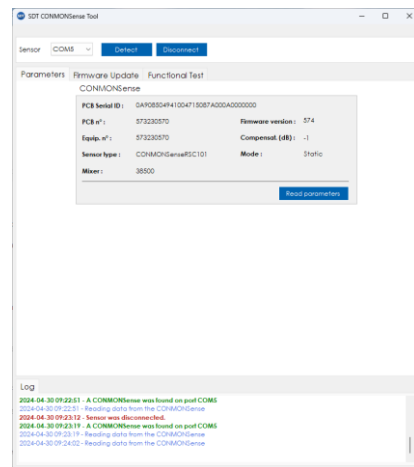 SDT CONMONSense Tool
Sensor COM5 Detect Disconnect
Parameters Firmware Update Functional Test
CONMONSense
PCB Serial ID :
PCB n° : 573230570 Firmware version : 574
Equip. n° : 573230570 Compensat. (dB) : -1
Sensor type : CONMONSenseRSC101 Mode : Static
Mixer : 38500
Read parameters
Log
2024-04-30 09:22:51 - A CONMONSense was found on port COM5
2024-04-30 09:22:51 - Reading data from the CONMONSense
2024-04-30 09:23:12 - Sensor was disconnected.
2024-04-30 09:23:19 - A CONMONSense was found on port COM5
2024-04-30 09:23:19 - Reading data from the CONMONSense
2024-04-30 09:24:02 - Reading data from the CONMONSense